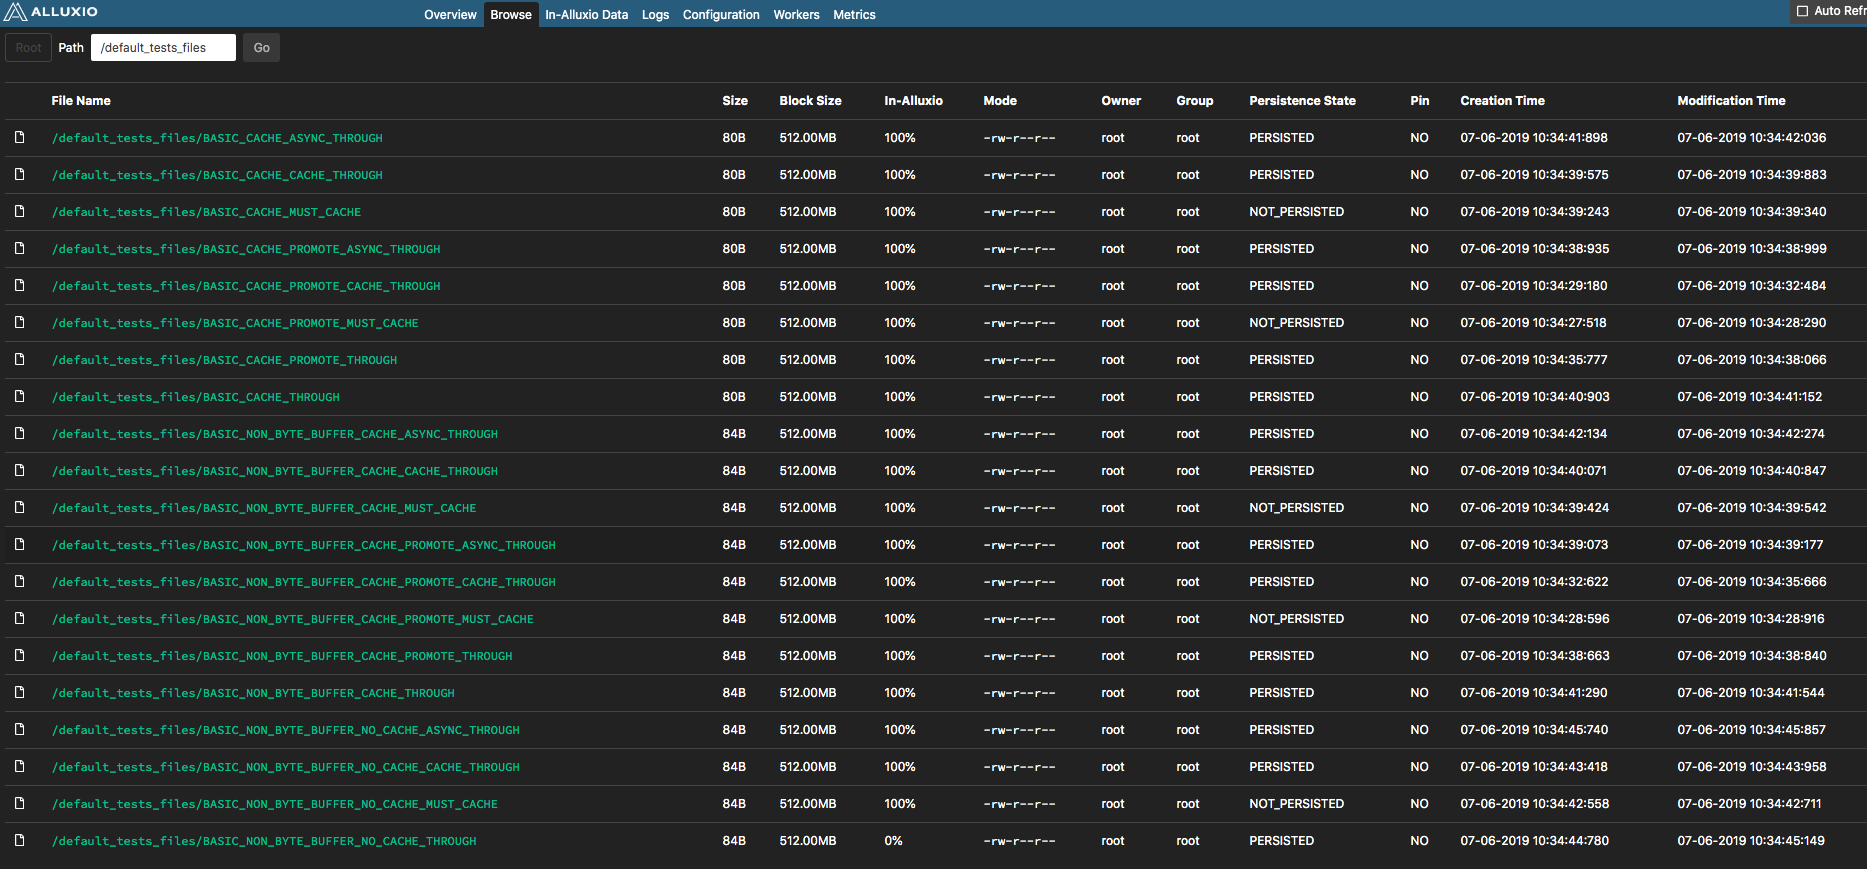 ALLUXIO Overview Browse In-Alluxio Data Logs Configuration Workers Metrics Auto
Root Path /default_tests_files Go
File Name Size Block Size In-Alluxio Mode Owner Group Persistence State Pin Creation Time Modification Time
/default_tests_files/BASIC_CACHE_ASYNC_THROUGH 80B 512.00MB 100% -rw-r--r-- root root PERSISTED NO 07-06-2019 10:34:41:898 07-06-2019 10:34:42:036
/default_tests_files/BASIC_CACHE_CACHE_THROUGH 80B 512.00MB 100% -rw-r--r-- root root PERSISTED NO 07-06-2019 10:34:39:575 07-06-2019 10:34:39:883
/default_tests_files/BASIC_CACHE_MUST_CACHE 80B 512.00MB 100% -rw-r--r-- root root NOT_PERSISTED NO 07-06-2019 10:34:39:243 07-06-2019 10:34:39:340
/default_tests_files/BASIC_CACHE_PROMOTE_ASYNC_THROUGH 80B 512.00MB 100% -rw-r--r-- root root PERSISTED NO 07-06-2019 10:34:38:935 07-06-2019 10:34:38:999
/default_tests_files/BASIC_CACHE_PROMOTE_CACHE_THROUGH 80B 512.00MB 100% -rw-r--r-- root root PERSISTED NO 07-06-2019 10:34:29:180 07-06-2019 10:34:32:484
/default_tests_files/BASIC_CACHE_PROMOTE_MUST_CACHE 80B 512.00MB 100% -rw-r--r-- root root NOT_PERSISTED NO 07-06-2019 10:34:27:518 07-06-2019 10:34:28:290
/default_tests_files/BASIC_CACHE_PROMOTE_THROUGH 80B 512.00MB 100% -rw-r--r-- root root PERSISTED NO 07-06-2019 10:34:35:777 07-06-2019 10:34:38:066
/default_tests_files/BASIC_CACHE_THROUGH 80B 512.00MB 100% -rw-r--r-- root root PERSISTED NO 07-06-2019 10:34:40:903 07-06-2019 10:34:41:152
/default_tests_files/BASIC_NON_BYTE_BUFFER_CACHE_ASYNC_THROUGH 84B 512.00MB 100% -rw-r--r-- root root PERSISTED NO 07-06-2019 10:34:42:134 07-06-2019 10:34:42:274
/default_tests_files/BASIC_NON_BYTE_BUFFER_CACHE_CACHE_THROUGH 84B 512.00MB 100% -rw-r--r-- root root PERSISTED NO 07-06-2019 10:34:40:071 07-06-2019 10:34:40:847
/default_tests_files/BASIC_NON_BYTE_BUFFER_CACHE_MUST_CACHE 84B 512.00MB 100% -rw-r--r-- root root NOT_PERSISTED NO 07-06-2019 10:34:39:424 07-06-2019 10:34:39:542
/default_tests_files/BASIC_NON_BYTE_BUFFER_CACHE_PROMOTE_ASYNC_THROUGH 84B 512.00MB 100% -rw-r--r-- root root PERSISTED NO 07-06-2019 10:34:39:073 07-06-2019 10:34:39:177
/default_tests_files/BASIC_NON_BYTE_BUFFER_CACHE_PROMOTE_CACHE_THROUGH 84B 512.00MB 100% -rw-r--r-- root root PERSISTED NO 07-06-2019 10:34:32:622 07-06-2019 10:34:35:666
/default_tests_files/BASIC_NON_BYTE_BUFFER_CACHE_PROMOTE_MUST_CACHE 84B 512.00MB 100% -rw-r--r-- root root NOT_PERSISTED NO 07-06-2019 10:34:28:596 07-06-2019 10:34:28:916
/default_tests_files/BASIC_NON_BYTE_BUFFER_CACHE_PROMOTE_THROUGH 84B 512.00MB 100% -rw-r--r-- root root PERSISTED NO 07-06-2019 10:34:38:663 07-06-2019 10:34:38:840
/default_tests_files/BASIC_NON_BYTE_BUFFER_CACHE_THROUGH 84B 512.00MB 100% -rw-r--r-- root root PERSISTED NO 07-06-2019 10:34:41:290 07-06-2019 10:34:41:544
/default_tests_files/BASIC_NON_BYTE_BUFFER_NO_CACHE_ASYNC_THROUGH 84B 512.00MB 100% -rw-r--r-- root root PERSISTED NO 07-06-2019 10:34:45:740 07-06-2019 10:34:45:857
/default_tests_files/BASIC_NON_BYTE_BUFFER_NO_CACHE_CACHE_THROUGH 84B 512.00MB 100% -rw-r--r-- root root PERSISTED NO 07-06-2019 10:34:43:418 07-06-2019 10:34:43:958
/default_tests_files/BASIC_NON_BYTE_BUFFER_NO_CACHE_MUST_CACHE 84B 512.00MB 100% -rw-r--r-- root root NOT_PERSISTED NO 07-06-2019 10:34:42:558 07-06-2019 10:34:42:711
/default_tests_files/BASIC_NON_BYTE_BUFFER_NO_CACHE_THROUGH 84B 512.00MB 0% -rw-r--r-- root root PERSISTED NO 07-06-2019 10:34:44:780 07-06-2019 10:34:45:149